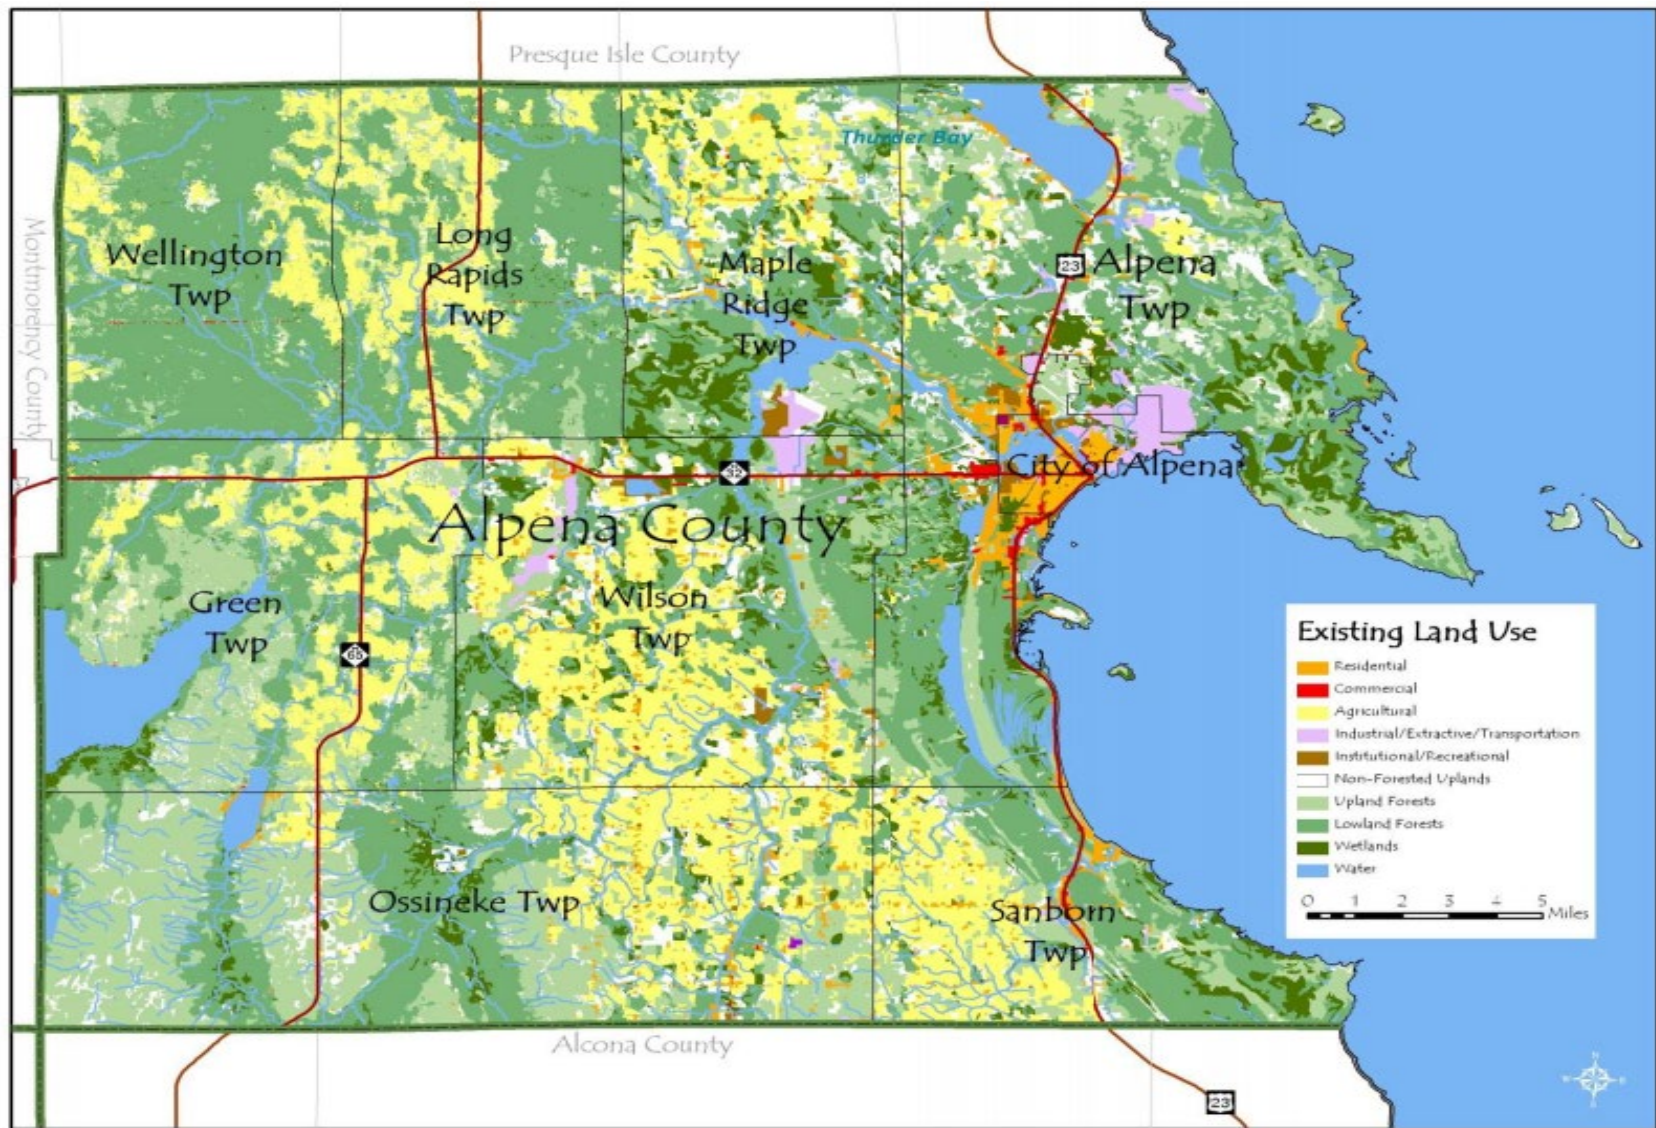 Presque Isle County
Thunder Bay
Montmorency County
Wellington
Twp
Long
Rapids
Twp
Maple
Ridge
Twp
23
Alpena
Twp
32
City of Alpena
Alpena County
Green
Twp
65
Wilson
Twp
Ossineke Twp
Sanborn
Twp
Existing Land Use
Residential
Commercial
Agricultural
Industrial/Extractive/Transportation
Institutional/Recreational
Non-Forested Uplands
Upland Forests
Lowland Forests
Wetlands
Water
0 1 2 3 4 5
Miles
Alcona County
23